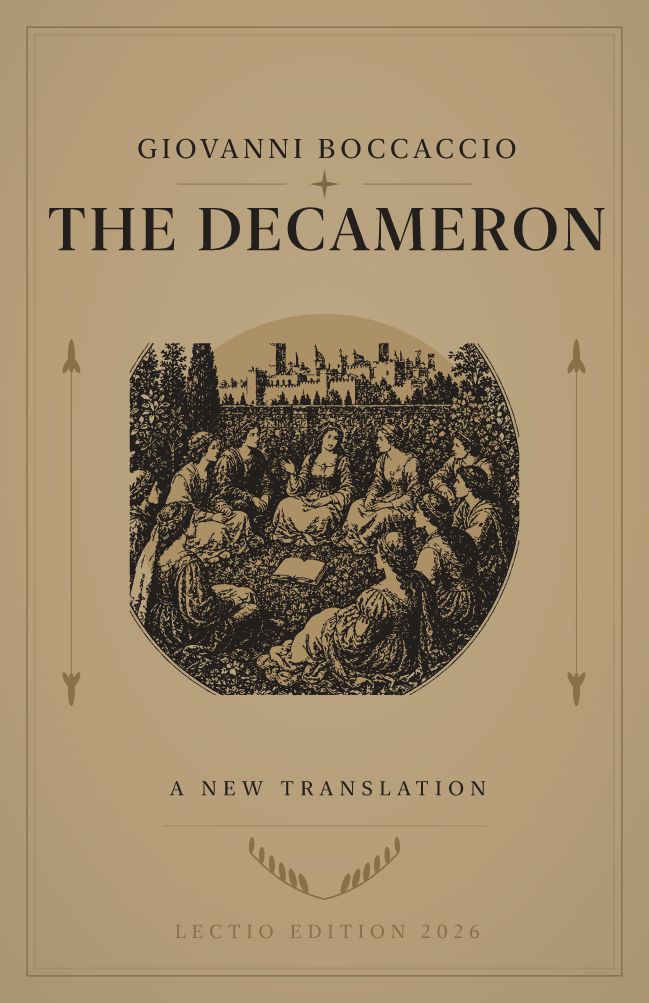 GIOVANNI BOCCACCIO
THE DECAMERON
A NEW TRANSLATION
LECTIO EDITION 2026